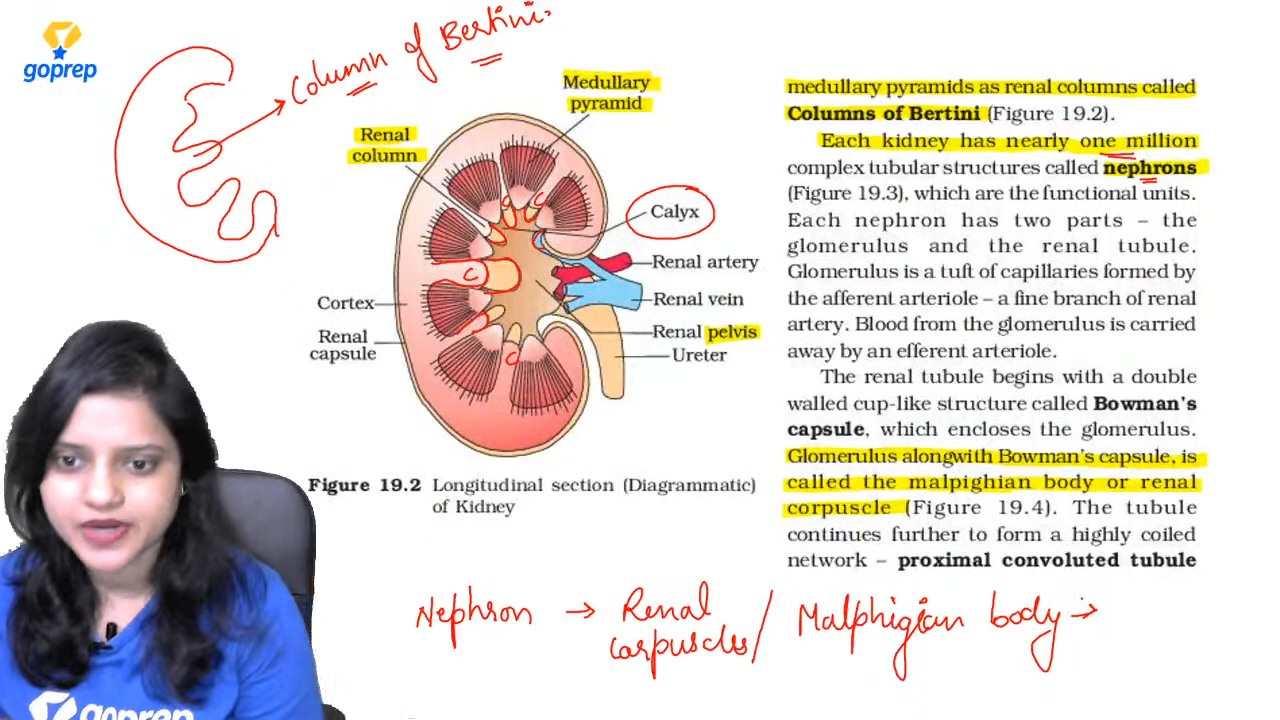 goprep
Column of Bertini.
Medullary
pyramid
Renal
column
Calyx
Renal artery
Renal vein
Cortex
Renal
capsule
Renal pelvis
Ureter
C
C
C
C
Figure 19.2 Longitudinal section (Diagrammatic)
of Kidney
medullary pyramids as renal columns called
Columns of Bertini (Figure 19.2).
Each kidney has nearly one million
complex tubular structures called nephrons
(Figure 19.3), which are the functional units.
Each nephron has two parts – the
glomerulus and the renal tubule.
Glomerulus is a tuft of capillaries formed by
the afferent arteriole – a fine branch of renal
artery. Blood from the glomerulus is carried
away by an efferent arteriole.
The renal tubule begins with a double
walled cup-like structure called Bowman's
capsule, which encloses the glomerulus.
Glomerulus alongwith Bowman's capsule, is
called the malpighian body or renal
corpuscle (Figure 19.4). The tubule
continues further to form a highly coiled
network – proximal convoluted tubule
Nephron → Renal / Malphigian body →
corpuscles
goprep